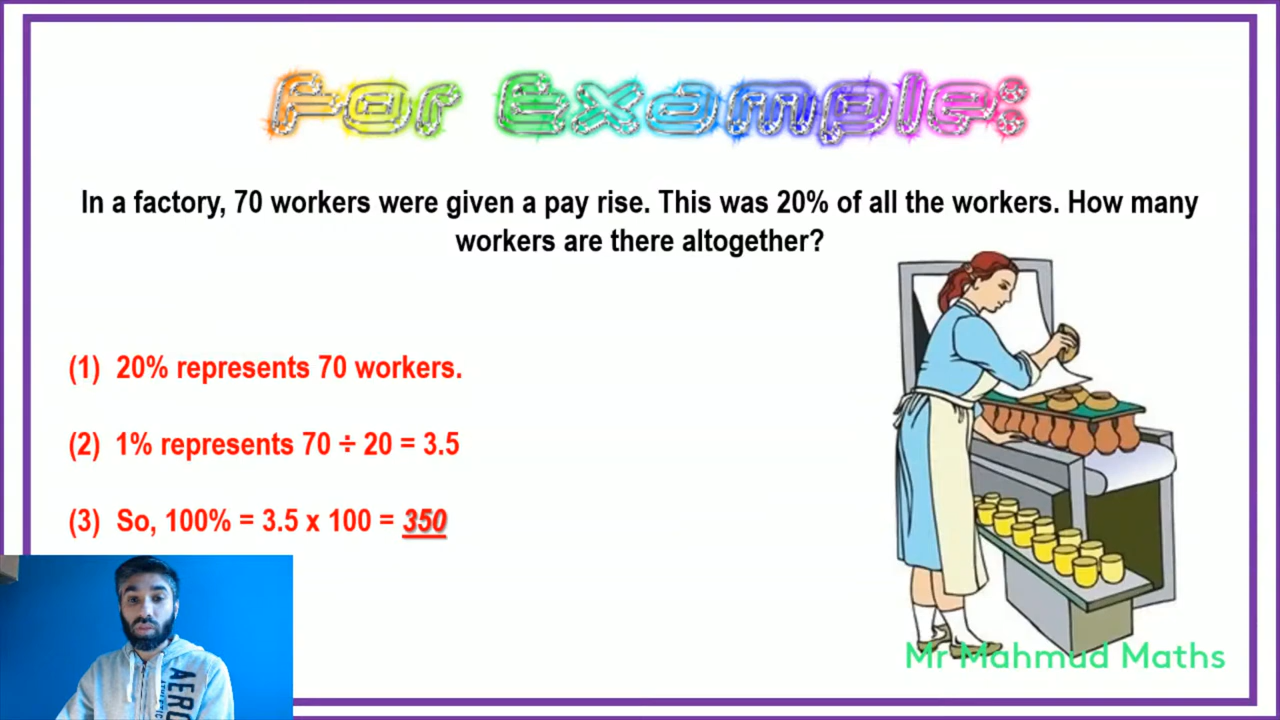 For Example:
In a factory, 70 workers were given a pay rise. This was 20% of all the workers. How many
workers are there altogether?
(1) 20% represents 70 workers.
(2) 1% represents 70 ÷ 20 = 3.5
(3) So, 100% = 3.5 x 100 = 350
Mr Mahmud Maths